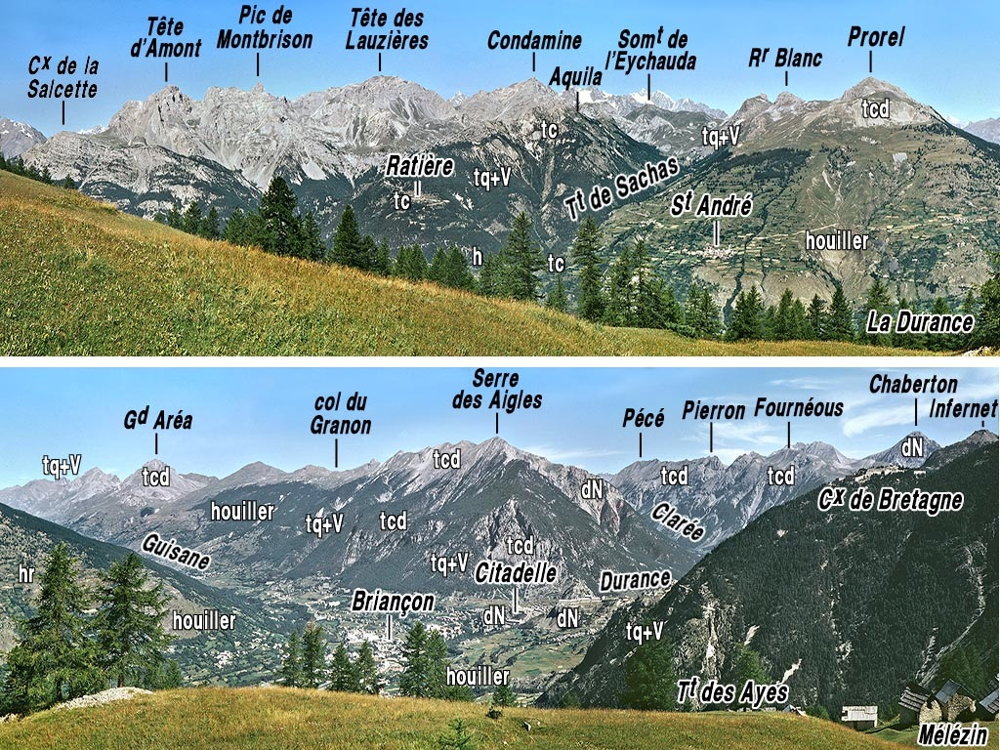 Cx de la
Salcette
Tête
d'Amont
Pic de
Montbrison
Tête des
Lauzières
Condamine
Aquila
Somt de
l'Eychauda
Rr Blanc
Prorel
tc
tcd
tq+V
Ratière
tc
tq+V
Tt de Sachas
St André
houiller
h
tc
La Durance
Gd Aréa
col du
Granon
Serre
des Aigles
Pécé
Pierron
Fournéous
Chaberton
Infernet
tq+V
tcd
tcd
dN
tcd
tcd
dN
houiller
tq+V
tcd
Clarée
Cx de Bretagne
Guisane
hr
tq+V
tcd
Citadelle
Durance
Briançon
houiller
dN
dN
tq+V
houiller
Tt des Ayes
Mélézin